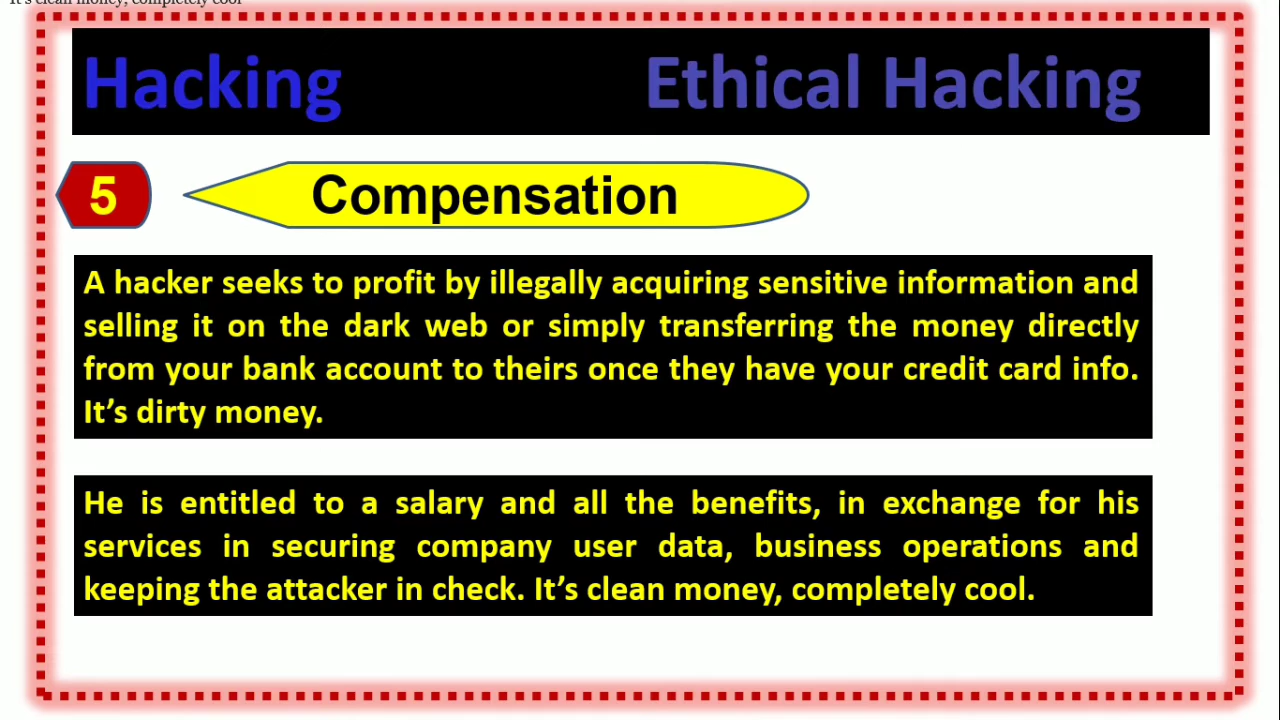 It's clean money, completely cool
Hacking Ethical Hacking
5 Compensation
A hacker seeks to profit by illegally acquiring sensitive information and
selling it on the dark web or simply transferring the money directly
from your bank account to theirs once they have your credit card info.
It’s dirty money.
He is entitled to a salary and all the benefits, in exchange for his
services in securing company user data, business operations and
keeping the attacker in check. It’s clean money, completely cool.